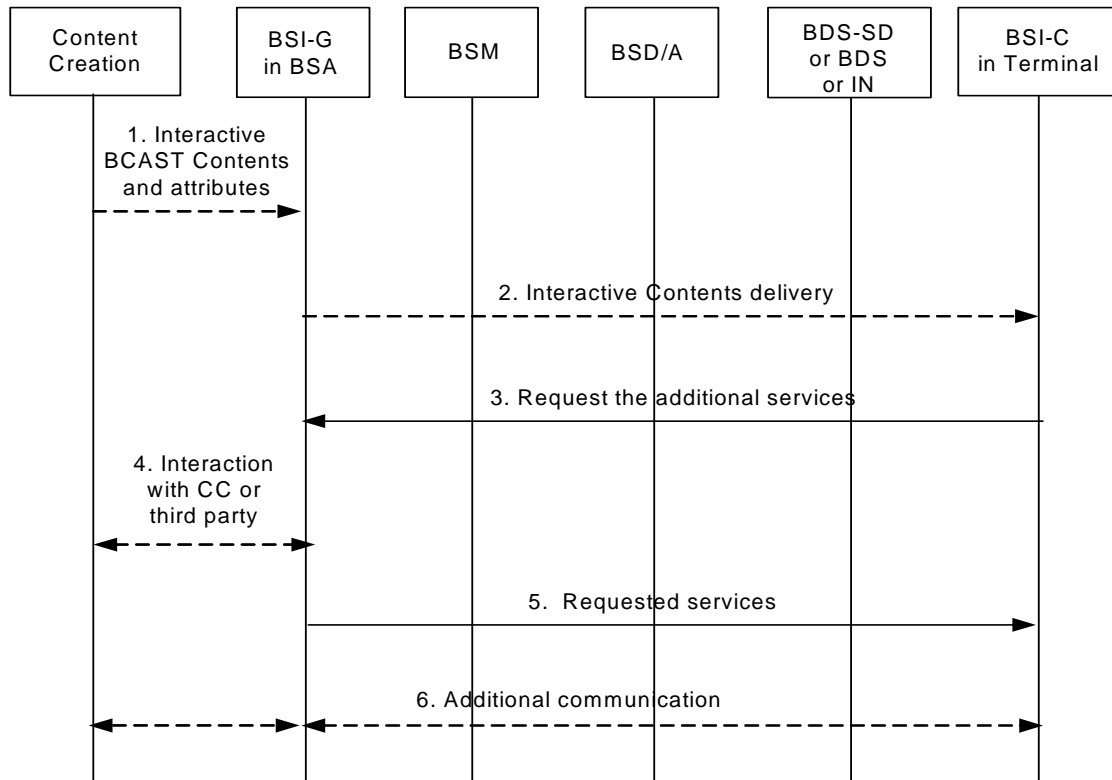 Content
Creation
BSI-G
in BSA
BSM
BSD/A
BDS-SD
or BDS
or IN
BSI-C
in Terminal
1. Interactive
BCAST Contents
and attributes
2. Interactive Contents delivery
3. Request the additional services
4. Interaction
with CC or
third party
5. Requested services
6. Additional communication